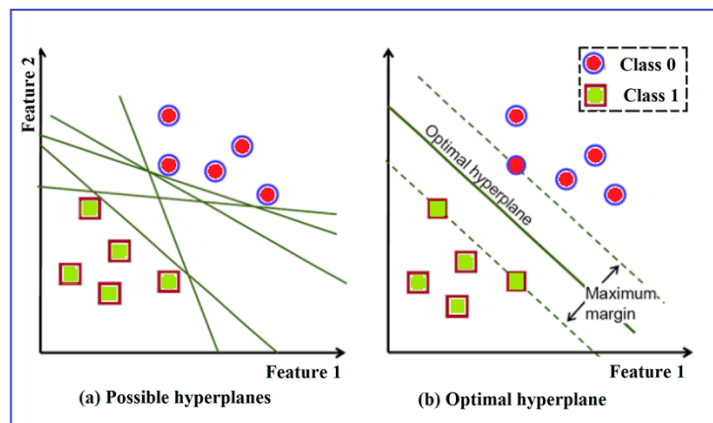 Feature 2
Feature 1
(a) Possible hyperplanes
Class 0
Class 1
Optimal hyperplane
Maximum
margin
Feature 1
(b) Optimal hyperplane